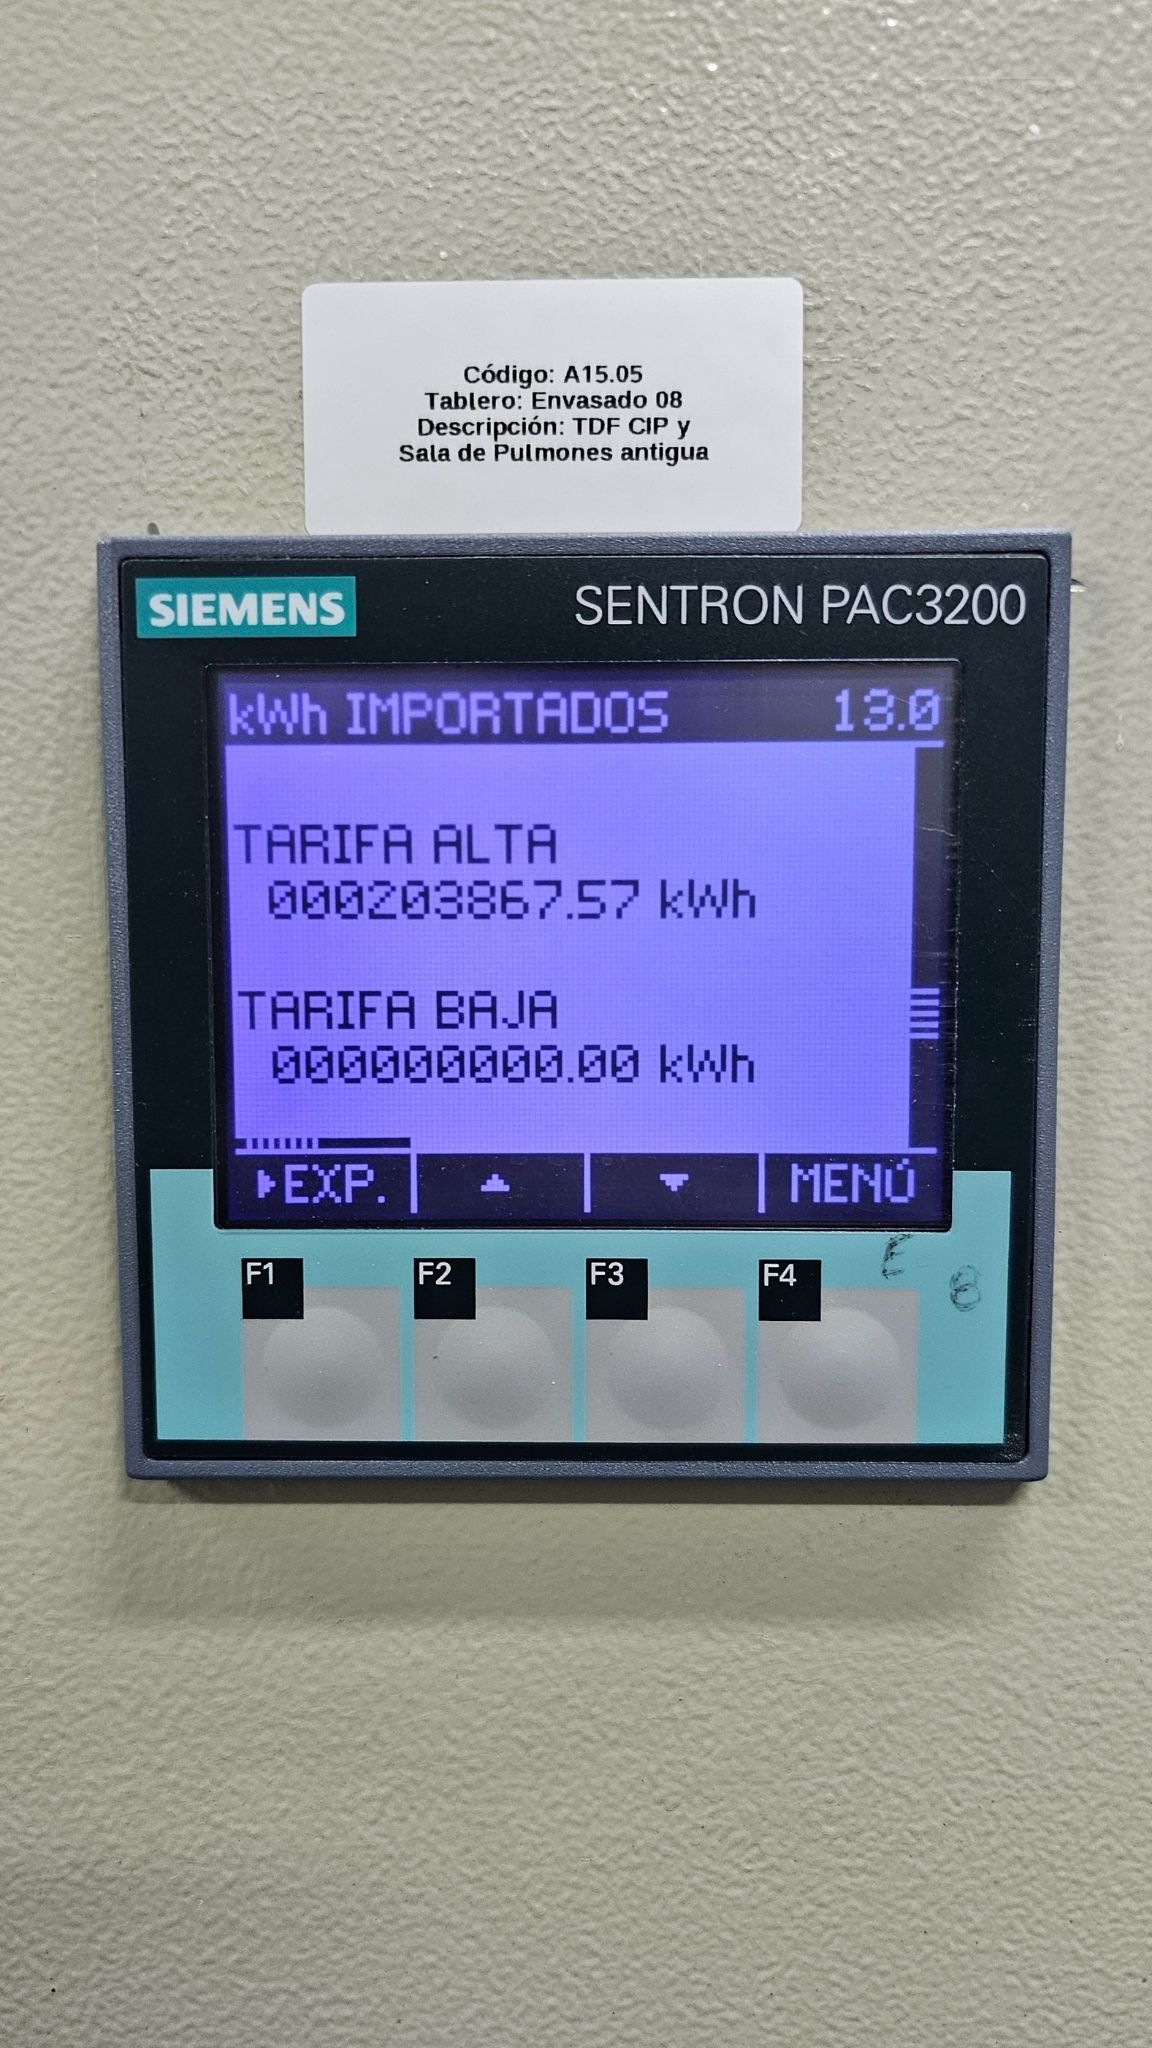 Código: A15.05
Tablero: Envasado 08
Descripción: TDF CIP y
Sala de Pulmones antigua
SIEMENS
SENTRON PAC3200
kWh IMPORTADOS 13.0
TARIFA ALTA
000203867.57 kWh
TARIFA BAJA
000000000.00 kWh
▸EXP. ▲ ▼ MENÚ
E
8
F1 F2 F3 F4